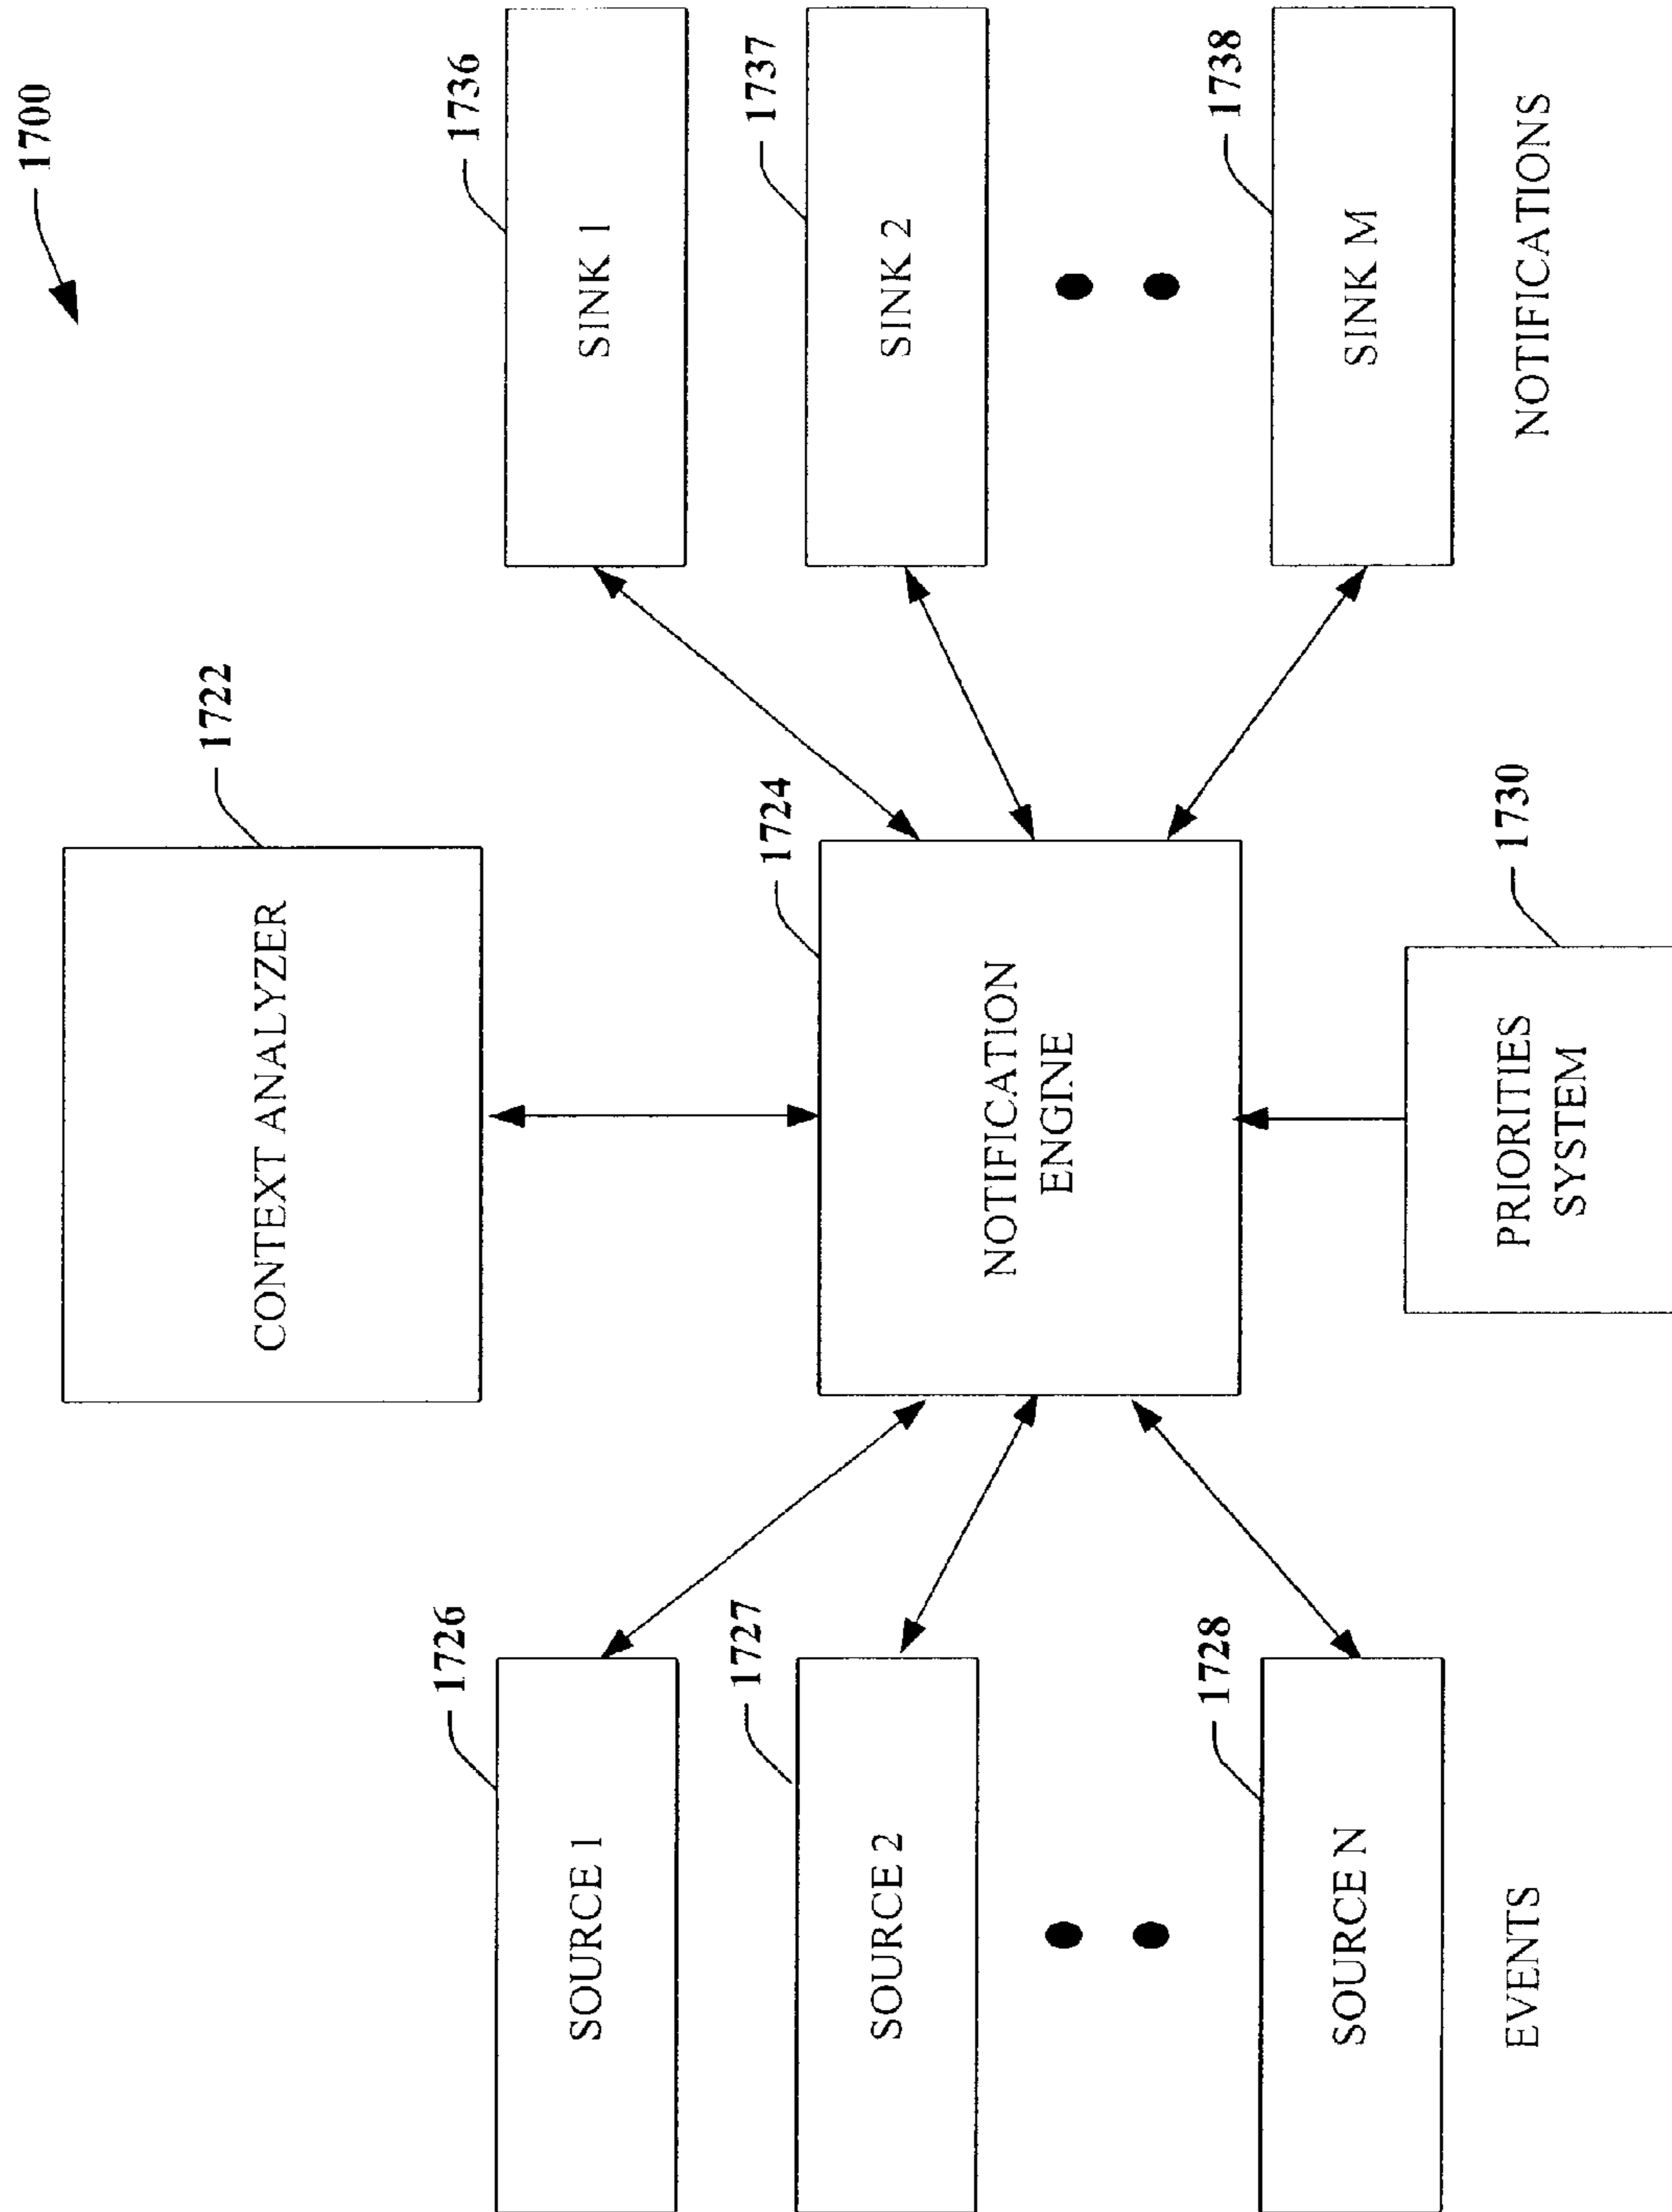 1700
CONTEXT ANALYZER
1722
SOURCE 1
1726
SOURCE 2
1727
SOURCE N
1728
EVENTS
NOTIFICATION
ENGINE
1724
PRIORITIES
SYSTEM
1730
SINK 1
1736
SINK 2
1737
SINK M
1738
NOTIFICATIONS